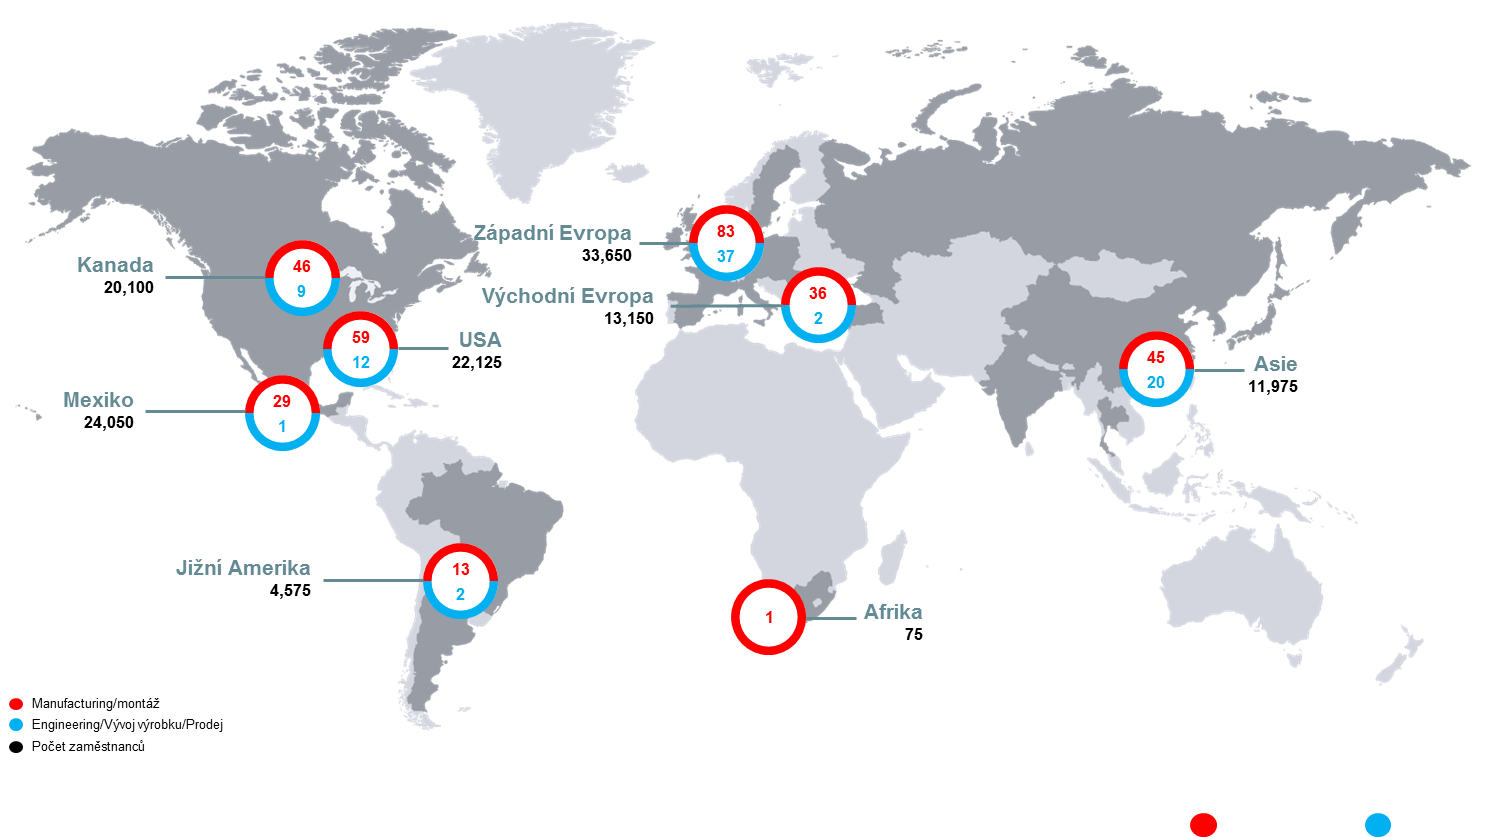 Západní Evropa
33,650
83
37
Kanada
20,100
46
9
Východní Evropa
13,150
36
2
USA
22,125
59
12
Asie
11,975
45
20
Mexiko
24,050
29
1
Jižní Amerika
4,575
13
2
Afrika
75
1
Manufacturing/montáž
Engineering/Vývoj výrobku/Prodej
Počet zaměstnanců